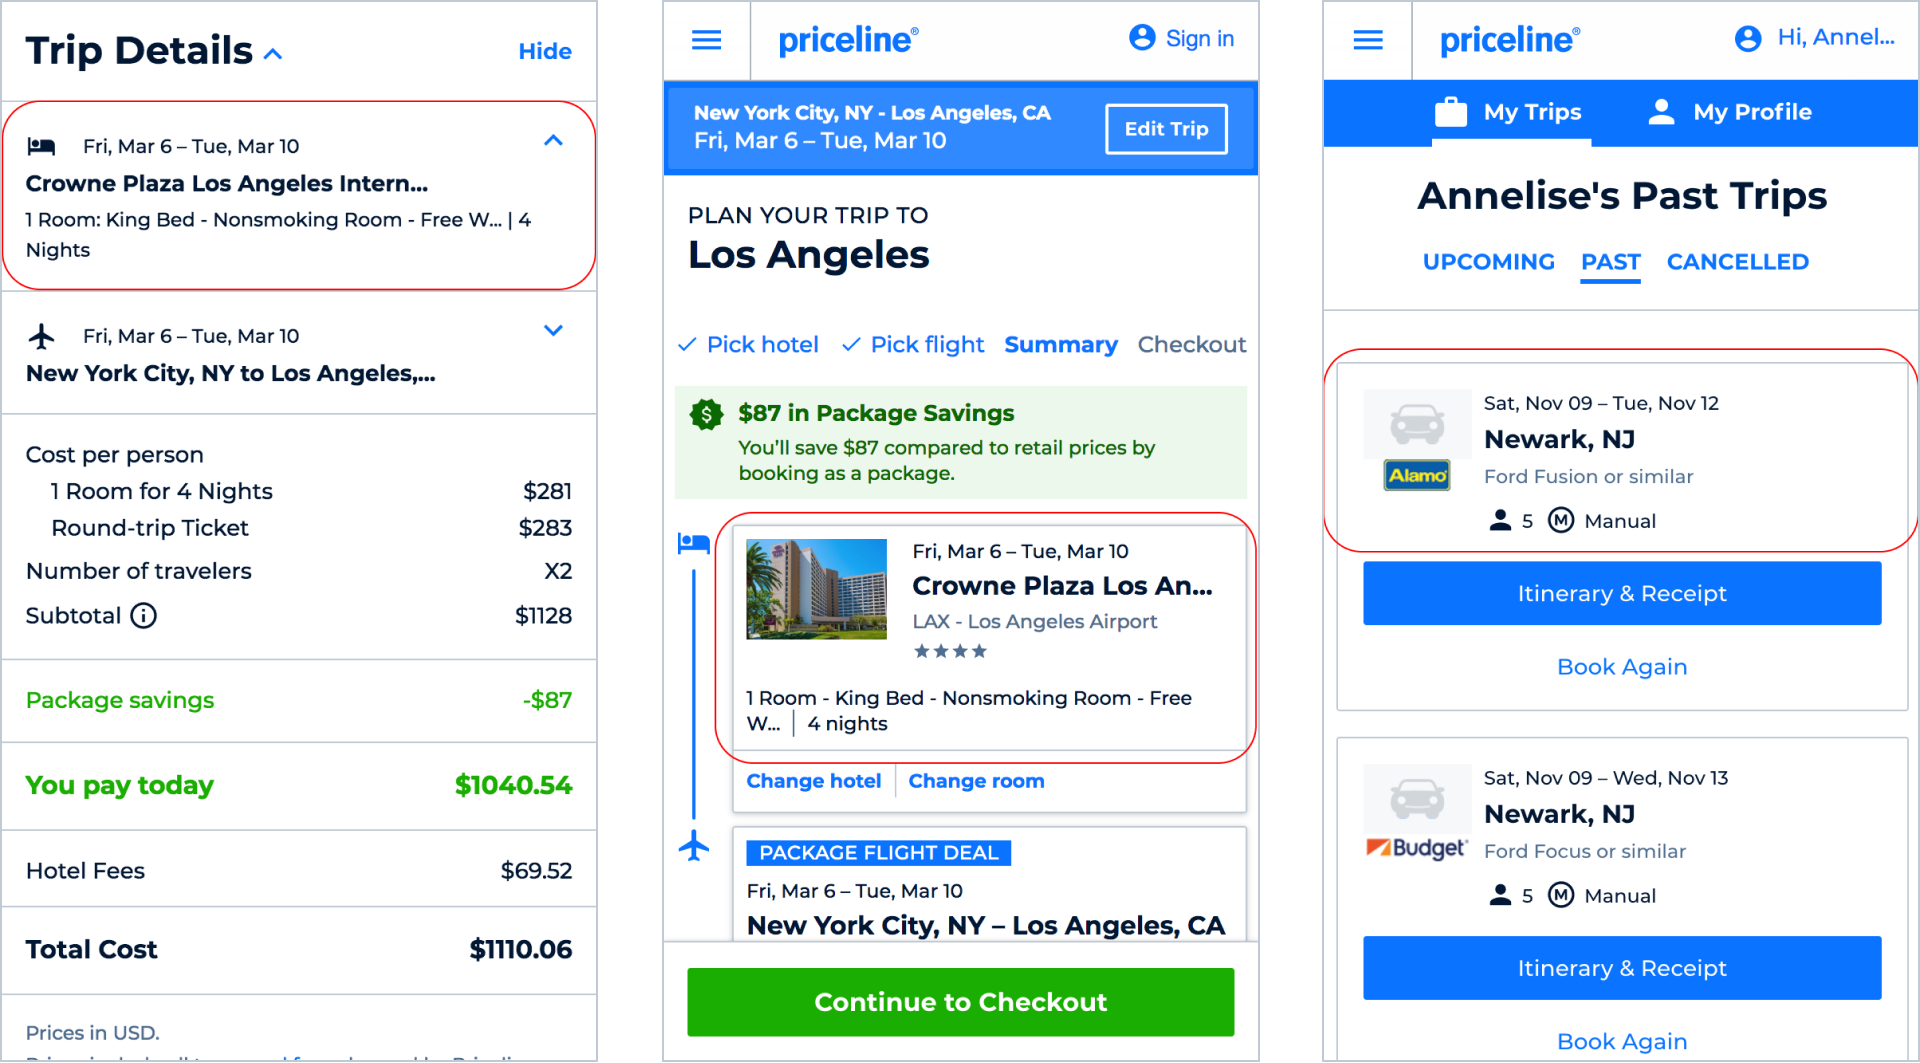 Trip Details
Hide
Fri, Mar 6 – Tue, Mar 10
Crowne Plaza Los Angeles Intern...
1 Room: King Bed - Nonsmoking Room - Free W... | 4
Nights
Fri, Mar 6 – Tue, Mar 10
New York City, NY to Los Angeles,...
Cost per person
1 Room for 4 Nights $281
Round-trip Ticket $283
Number of travelers X2
Subtotal $1128
Package savings -$87
You pay today $1040.54
Hotel Fees $69.52
Total Cost $1110.06
Prices in USD.
priceline®
Sign in
New York City, NY - Los Angeles, CA
Fri, Mar 6 – Tue, Mar 10
Edit Trip
PLAN YOUR TRIP TO
Los Angeles
Pick hotel Pick flight Summary Checkout
$87 in Package Savings
You'll save $87 compared to retail prices by
booking as a package.
Fri, Mar 6 – Tue, Mar 10
Crowne Plaza Los An...
LAX - Los Angeles Airport
1 Room - King Bed - Nonsmoking Room - Free
W... | 4 nights
Change hotel Change room
PACKAGE FLIGHT DEAL
Fri, Mar 6 – Tue, Mar 10
New York City, NY – Los Angeles, CA
Continue to Checkout
priceline®
Hi, Annel...
My Trips My Profile
Annelise's Past Trips
UPCOMING PAST CANCELLED
Sat, Nov 09 – Tue, Nov 12
Newark, NJ
Alamo
Ford Fusion or similar
5 M Manual
Itinerary & Receipt
Book Again
Sat, Nov 09 – Wed, Nov 13
Newark, NJ
Budget
Ford Focus or similar
5 M Manual
Itinerary & Receipt
Book Again